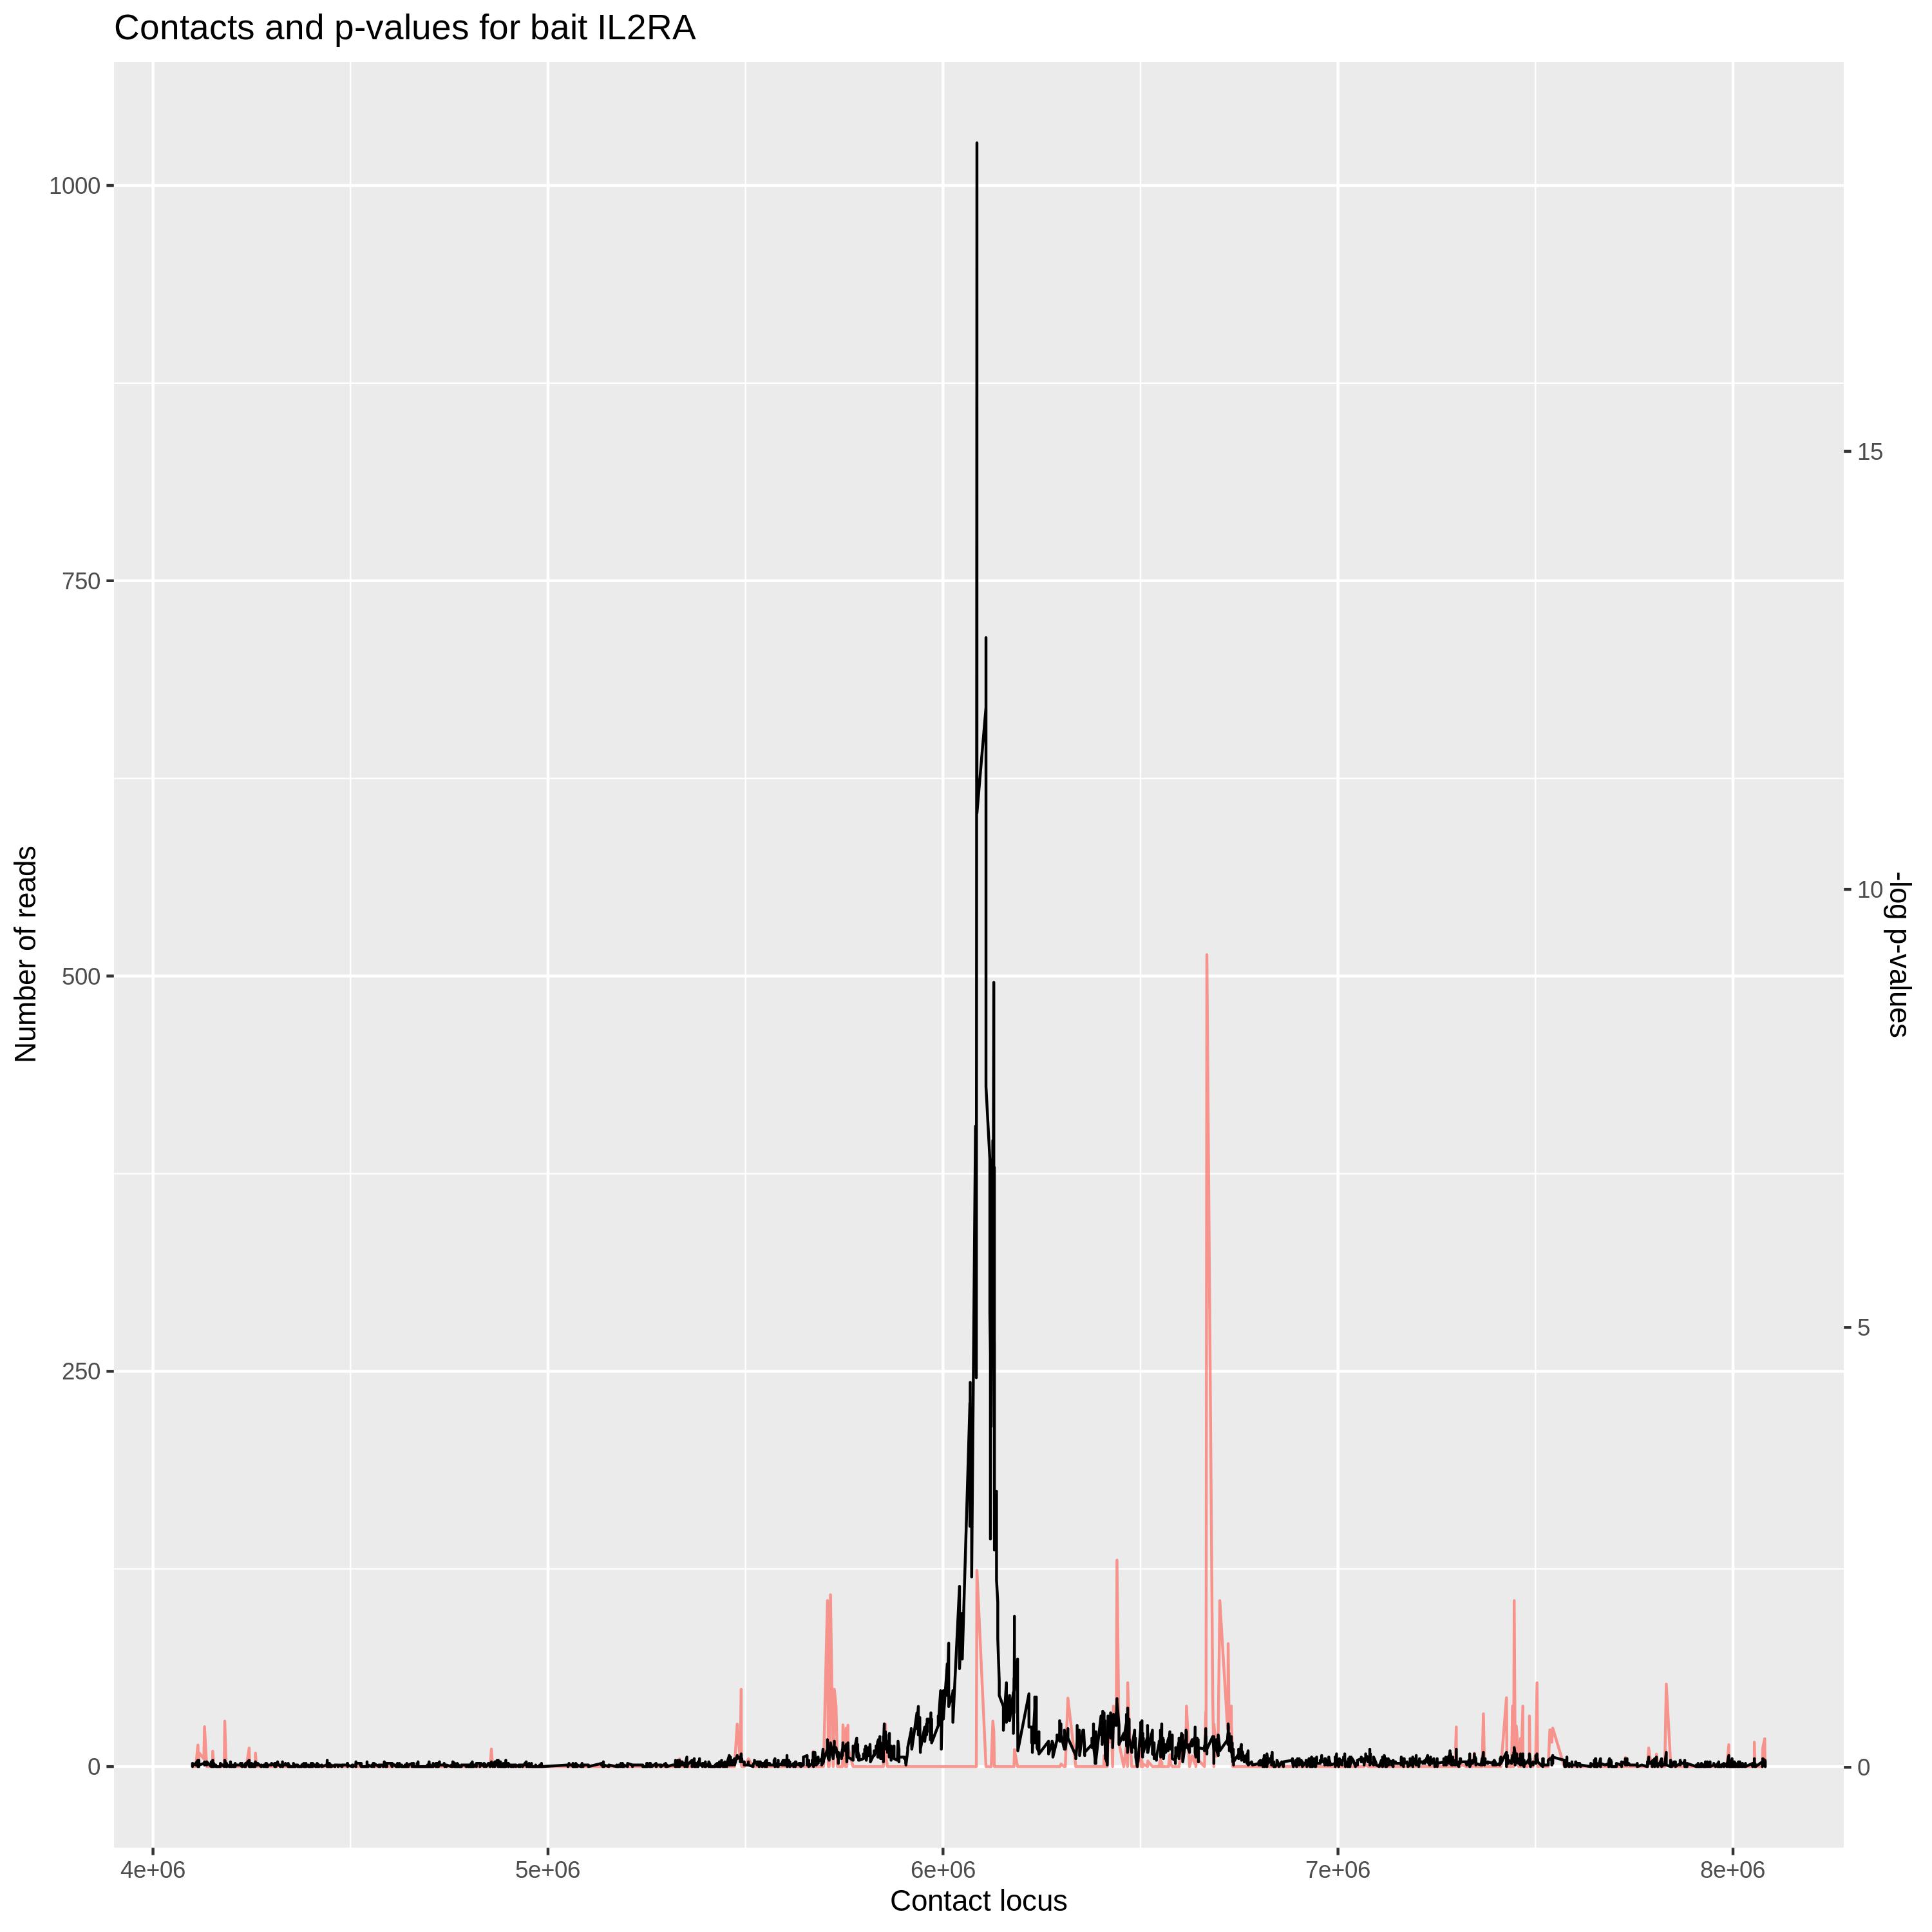 Contacts and p-values for bait IL2RA
Number of reads
1000
750
500
250
0
15
10
5
0
-log p-values
4e+06 5e+06 6e+06 7e+06 8e+06
Contact locus